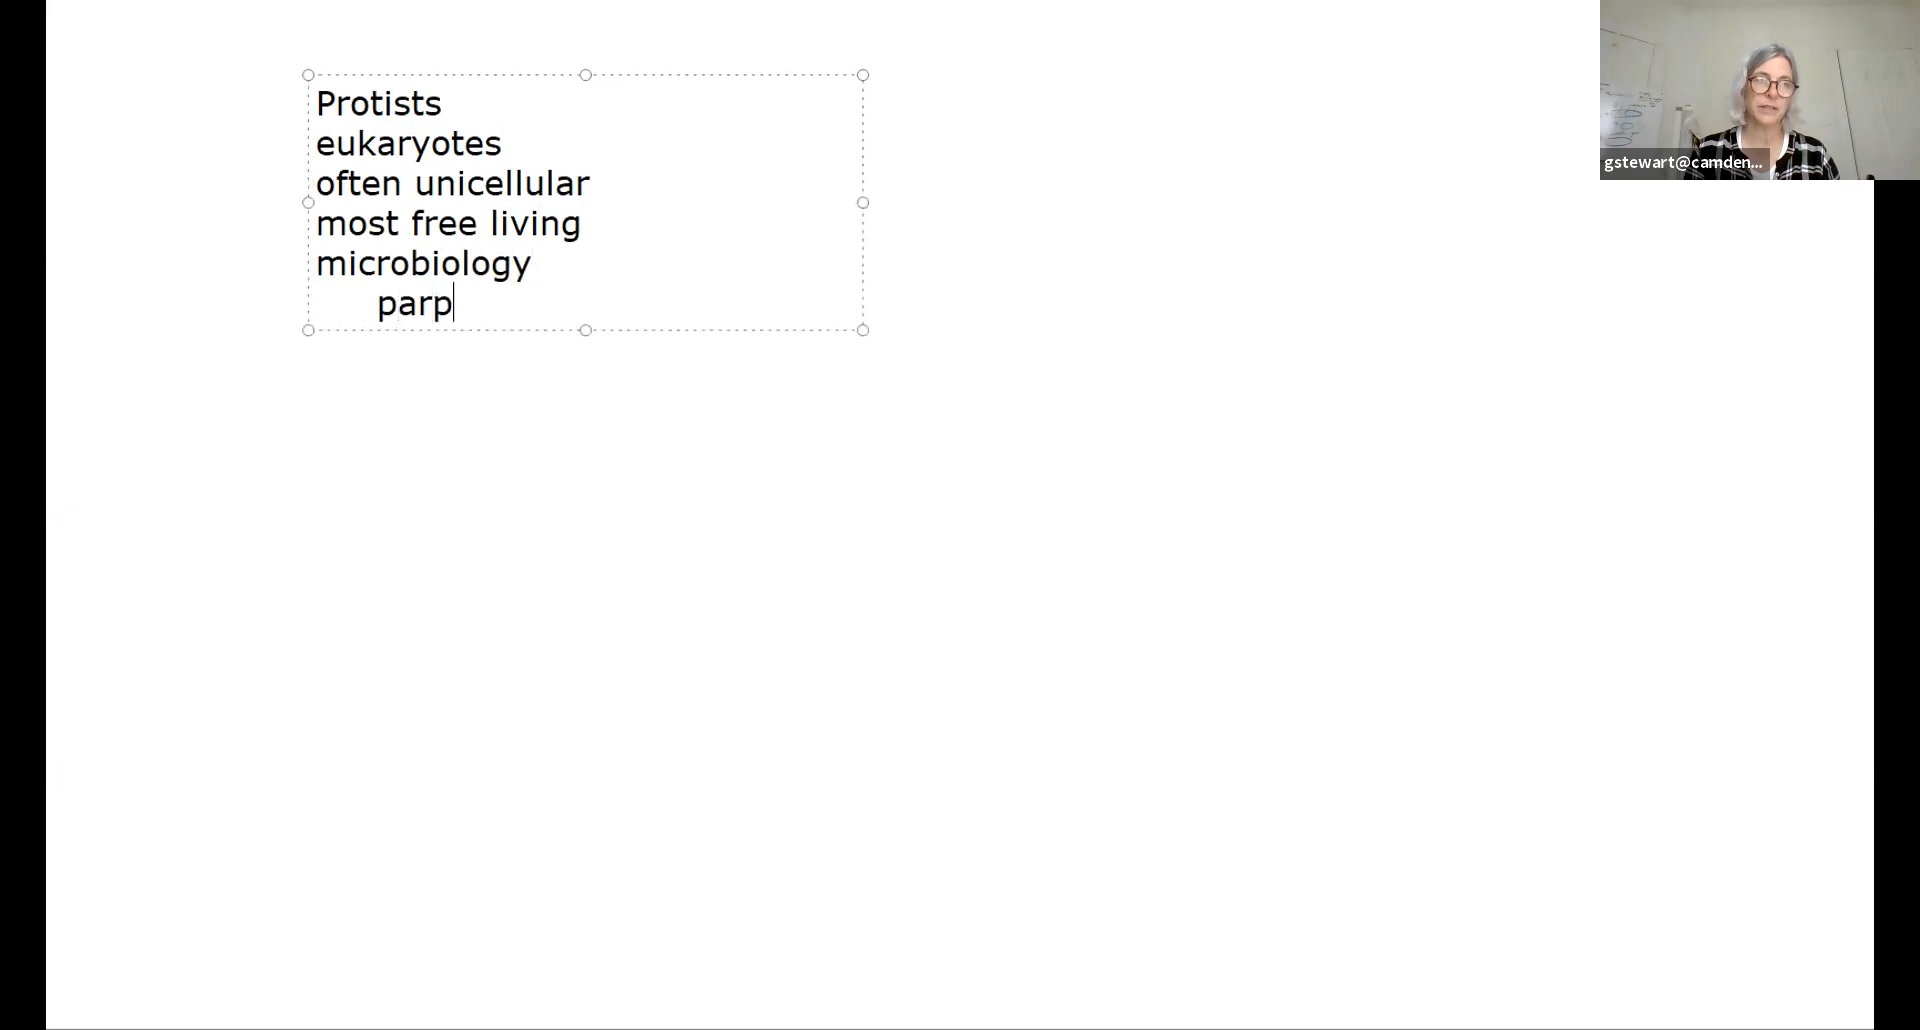 Protists
eukaryotes
often unicellular
most free living
microbiology
parp
gstewart@camden...